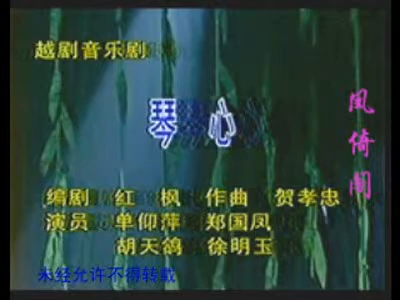 越剧音乐剧
琴心
凤倚阁
编剧 红 枫 作曲 贺孝忠
演员 单仰萍 郑国凤
胡天鸽 徐明玉
未经允许不得转载